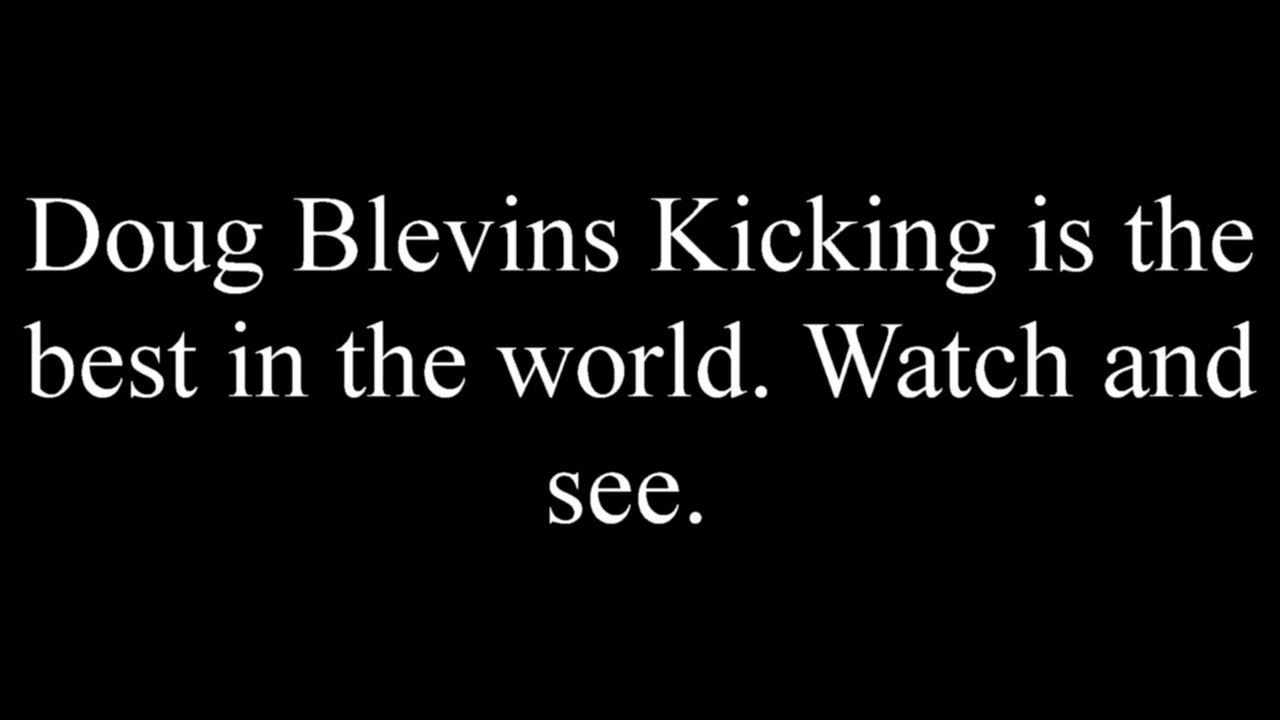 Doug Blevins Kicking is the
best in the world. Watch and
see.